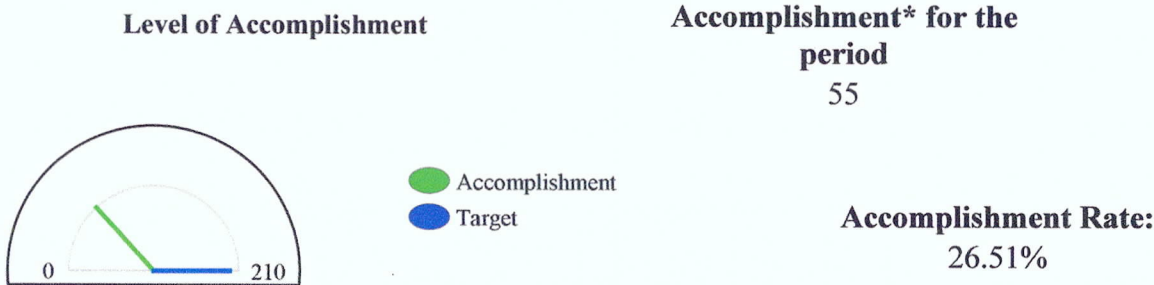 Level of Accomplishment
Accomplishment* for the
period
55
Accomplishment
Target
0
210
Accomplishment Rate:
26.51%